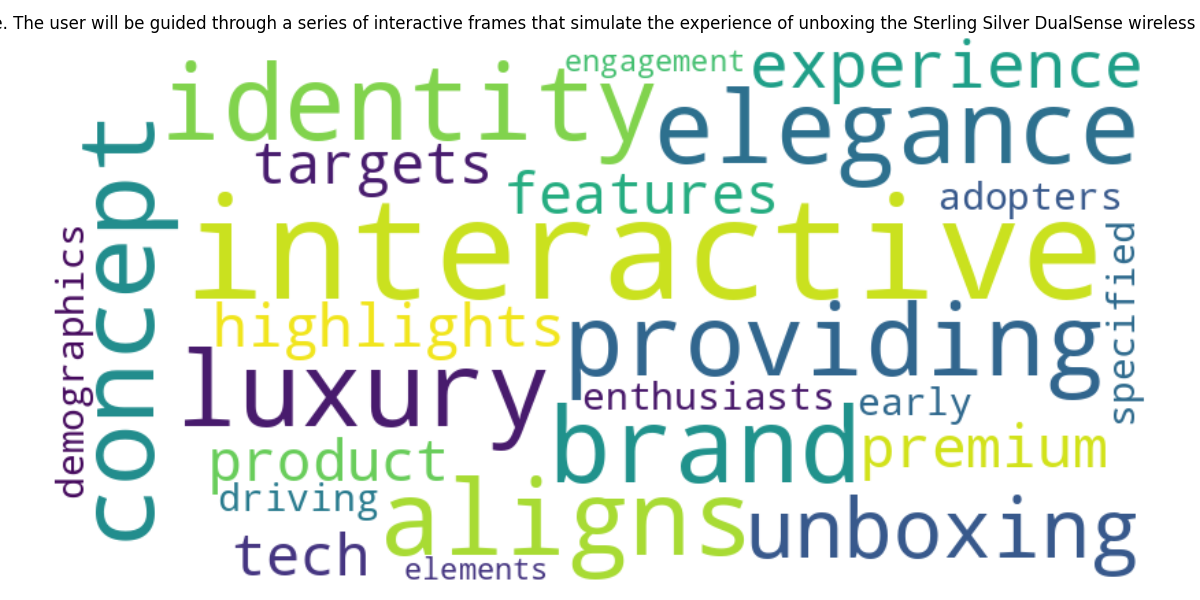 . The user will be guided through a series of interactive frames that simulate the experience of unboxing the Sterling Silver DualSense wireless
engagement
experience
identity
elegance
concept
targets
features
adopters
interactive
demographics
specified
highlights
providing
luxury
enthusiasts
early
brand
premium
product
driving
aligns
unboxing
tech
elements